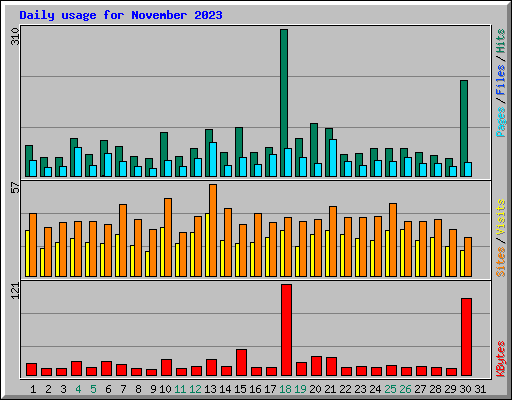 Daily usage for November 2023
310
57
121
Pages / Files / Hits
Sites / Visits
KBytes
1 2 3 4 5 6 7 8 9 10 11 12 13 14 15 16 17 18 19 20 21 22 23 24 25 26 27 28 29 30 31